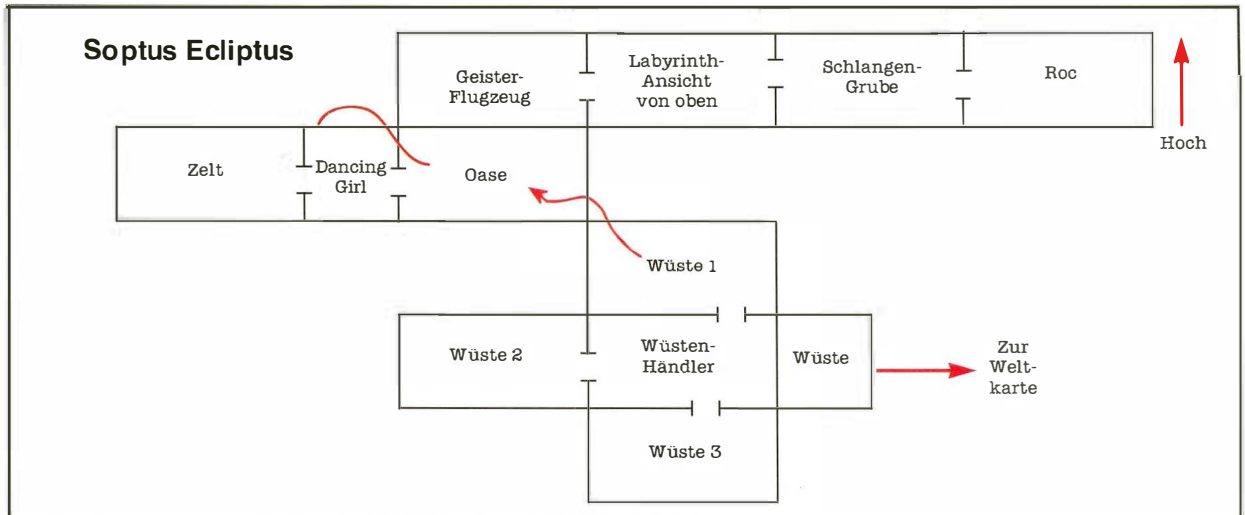 Soptus Ecliptus
Geister-
Flugzeug
Labyrinth-
Ansicht
von oben
Schlangen-
Grube
Roc
Hoch
Zelt
Dancing
Girl
Oase
Wüste 1
Wüste 2
Wüsten-
Händler
Wüste
Zur
Welt-
karte
Wüste 3